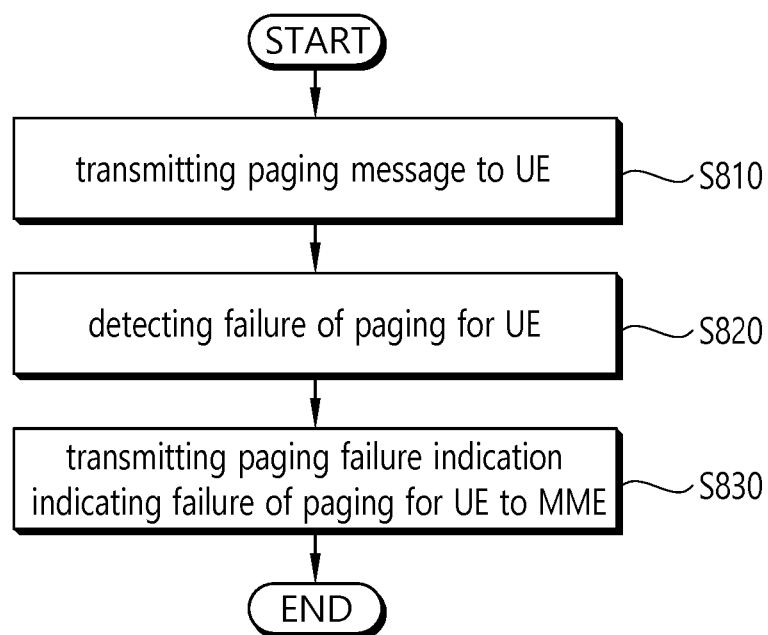 START
transmitting paging message to UE
S810
detecting failure of paging for UE
S820
transmitting paging failure indication
indicating failure of paging for UE to MME
S830
END